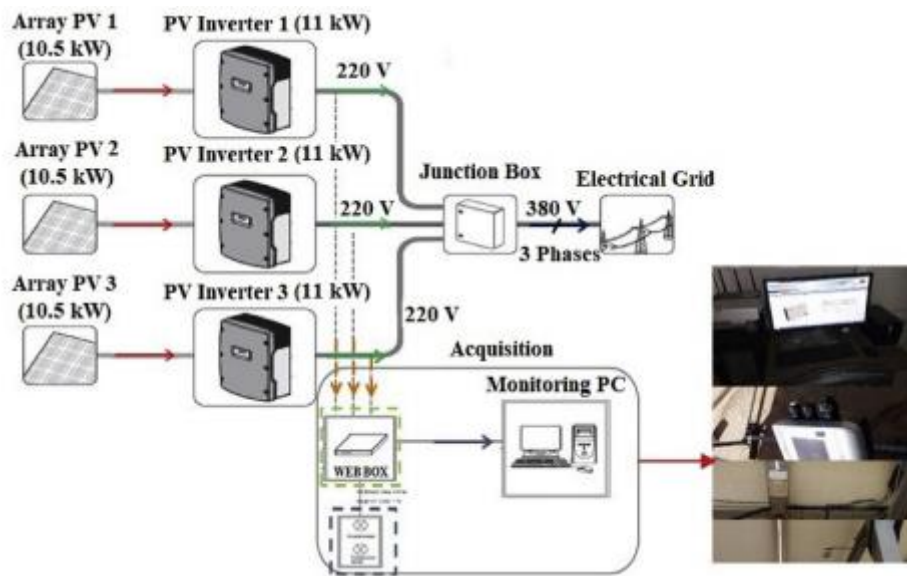 Array PV 1
(10.5 kW)
PV Inverter 1 (11 kW)
220 V
Array PV 2
(10.5 kW)
PV Inverter 2 (11 kW)
220 V
Junction Box
Electrical Grid
380 V
3 Phases
Array PV 3
(10.5 kW)
PV Inverter 3 (11 kW)
220 V
Acquisition
Monitoring PC
WEB BOX